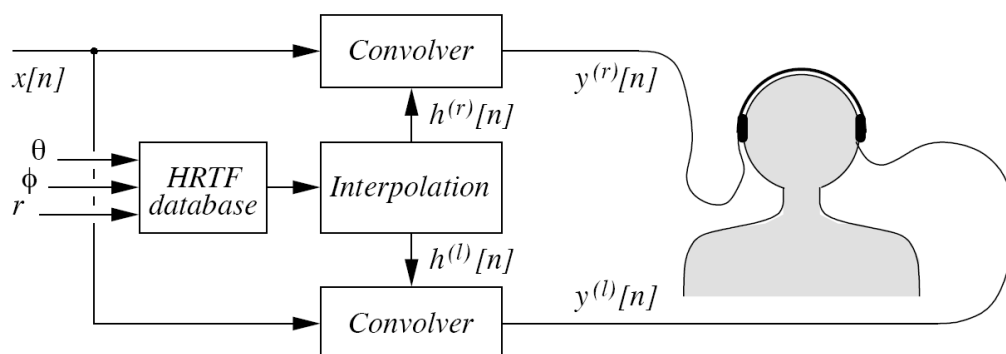 Convolver
x[n]
y^{(r)}[n]
h^{(r)}[n]
θ
ϕ
r
HRTF
database
Interpolation
h^{(l)}[n]
y^{(l)}[n]
Convolver